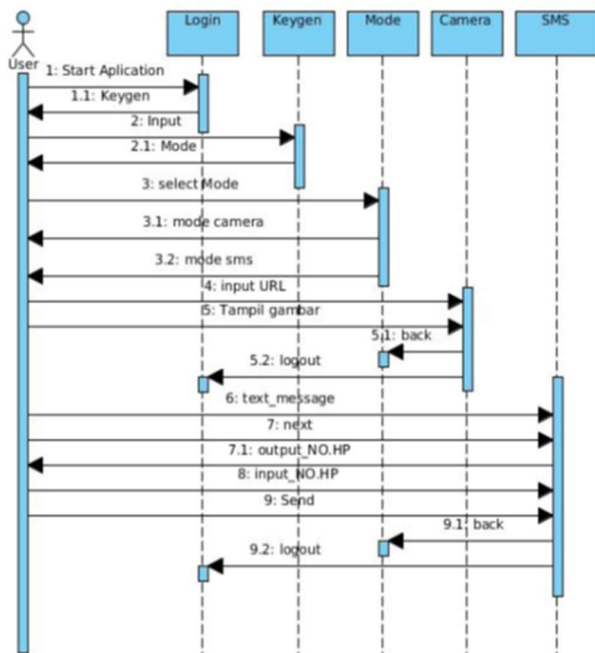 Login
Keygen
Mode
Camera
SMS
User
1: Start Aplication
1.1: Keygen
2: Input
2.1: Mode
3: select Mode
3.1: mode camera
3.2: mode sms
4: input URL
5: Tampil gambar
5.1: back
5.2: logout
6: text_message
7: next
7.1: output_NO.HP
8: input_NO.HP
9: Send
9.1: back
9.2: logout